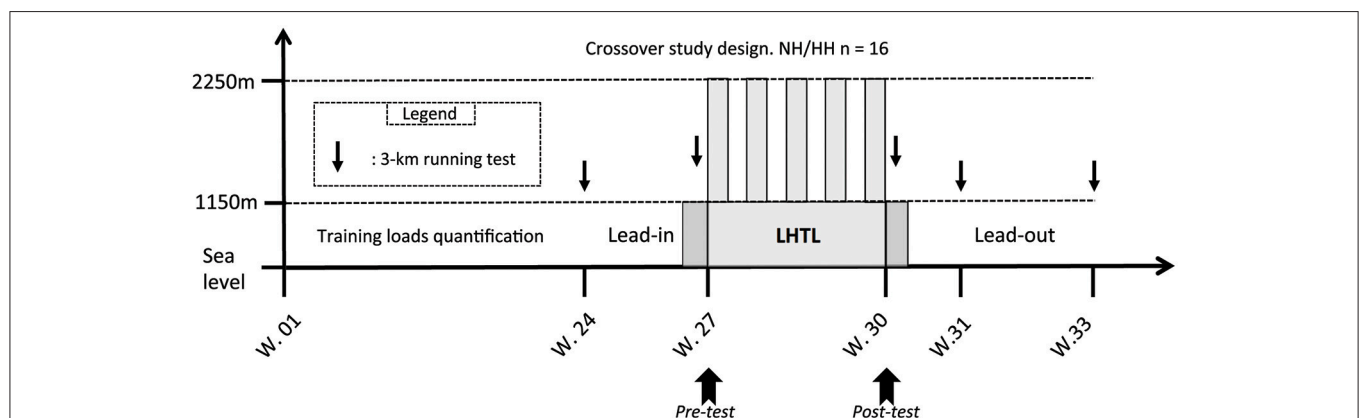 Crossover study design. NH/HH n = 16
2250m
Legend
: 3-km running test
1150m
Training loads quantification
Lead-in
LHTL
Lead-out
Sea
level
W. 01
W. 24
W. 27
W. 30
W.31
W.33
Pre-test
Post-test